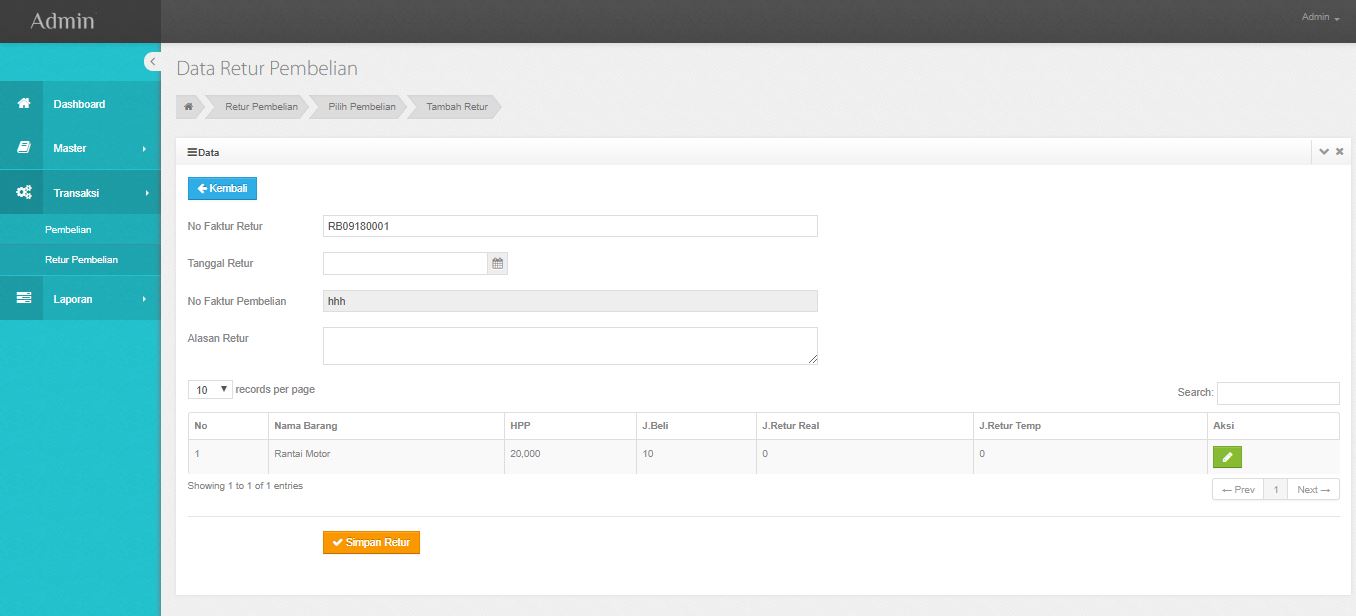 Admin
Admin
Data Retur Pembelian
Retur Pembelian
Pilih Pembelian
Tambah Retur
Dashboard
Master
Transaksi
Pembelian
Retur Pembelian
Laporan
Data
Kembali
No Faktur Retur RB09180001
Tanggal Retur
No Faktur Pembelian hhh
Alasan Retur
10 records per page Search:
No Nama Barang HPP J.Beli J.Retur Real J.Retur Temp Aksi
1 Rantai Motor 20,000 10 0 0
Showing 1 to 1 of 1 entries ← Prev 1 Next →
Simpan Retur